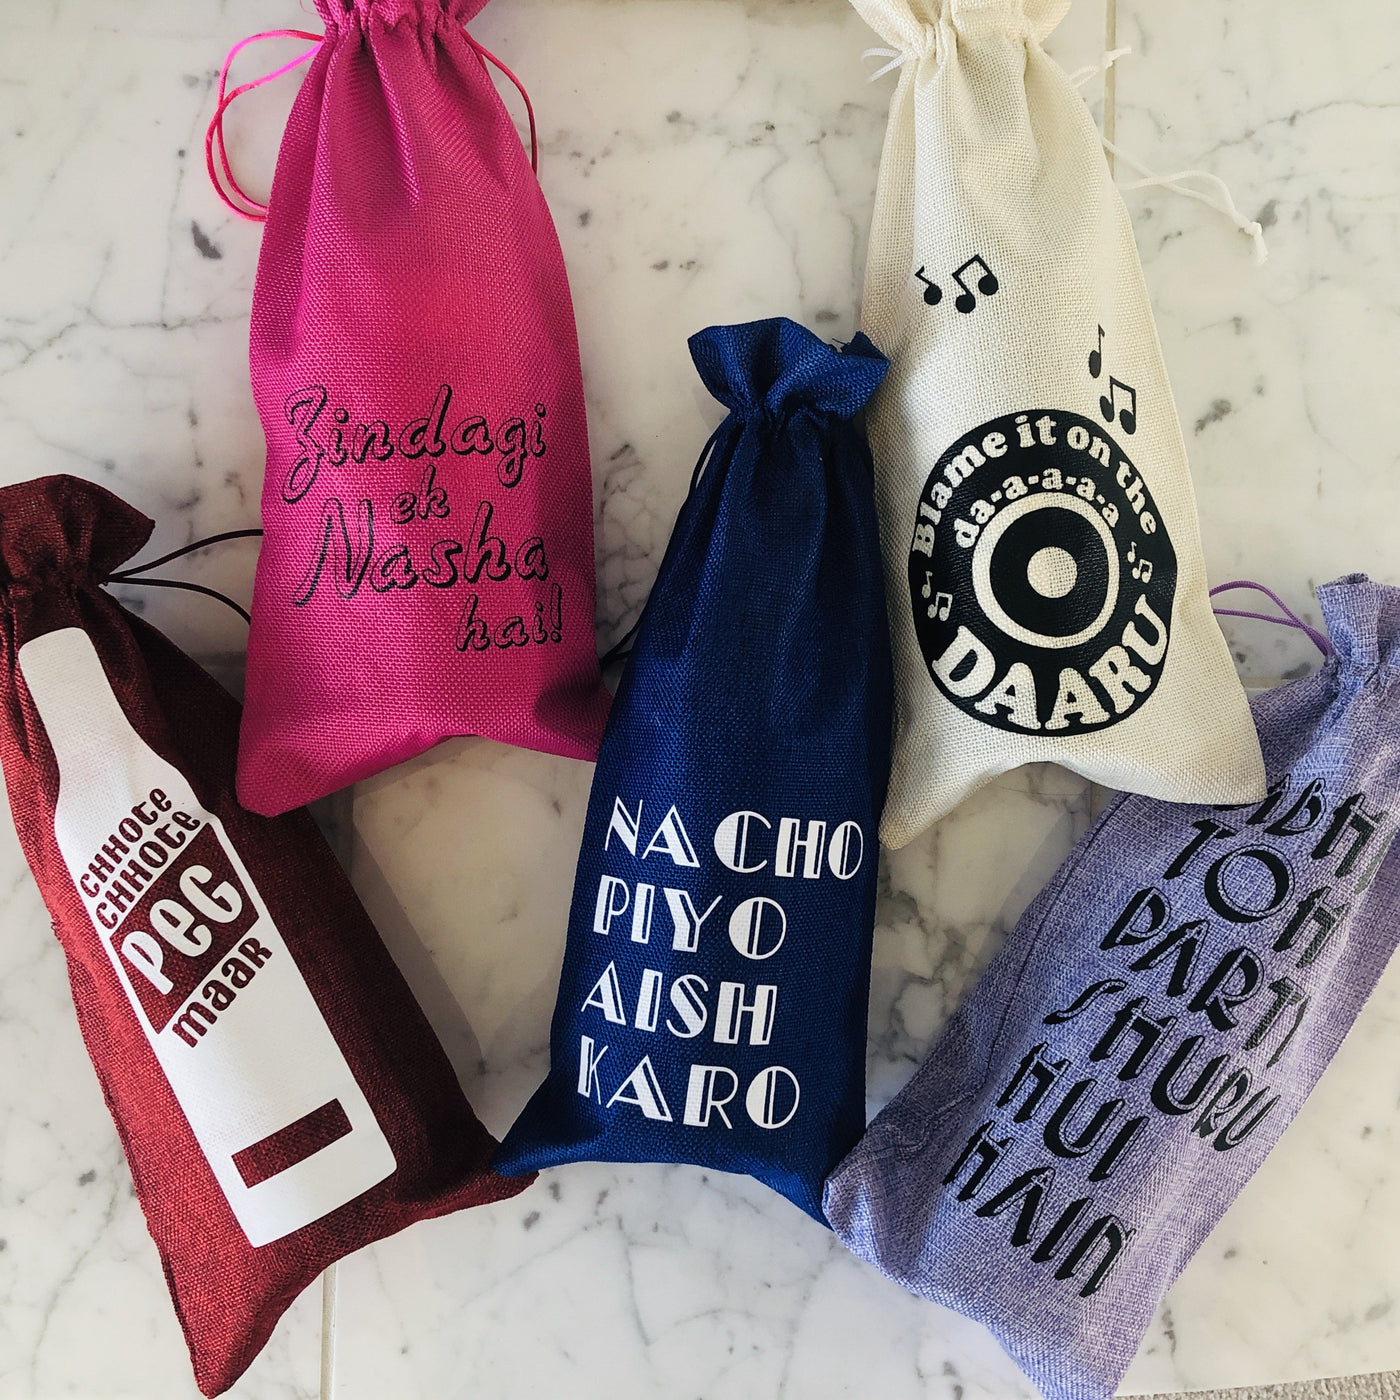 Zindagi
ek
Nasha
hai!
Blame it on the
da-a-a-a-a
DAARU
CHHOTE
CHHOTE
PEG
maaR
NACHO
PIYO
AISH
KARO
ABHI
TOH
PARTY
SHURU
HUI
HAIN